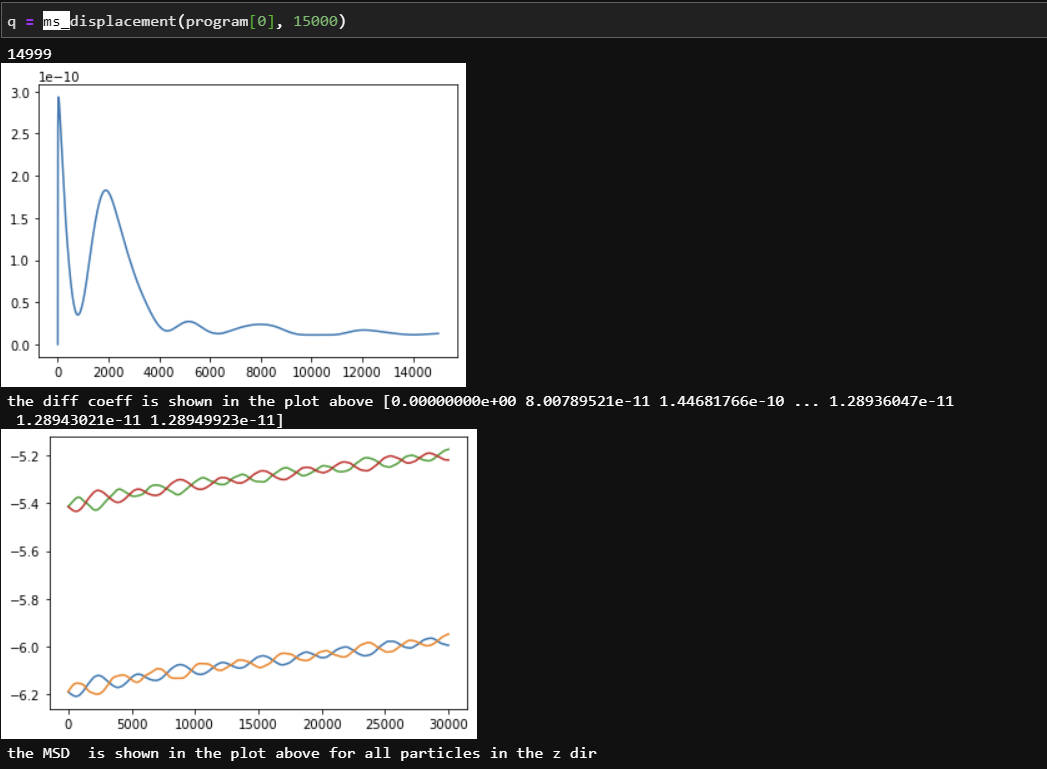 q = ms_displacement(program[0], 15000)
14999
1e−10
3.0
2.5
2.0
1.5
1.0
0.5
0.0
0 2000 4000 6000 8000 10000 12000 14000
the diff coeff is shown in the plot above [0.00000000e+00 8.00789521e-11 1.44681766e-10 ... 1.28936047e-11
1.28943021e-11 1.28949923e-11]
−5.2
−5.4
−5.6
−5.8
−6.0
−6.2
0 5000 10000 15000 20000 25000 30000
the MSD  is shown in the plot above for all particles in the z dir